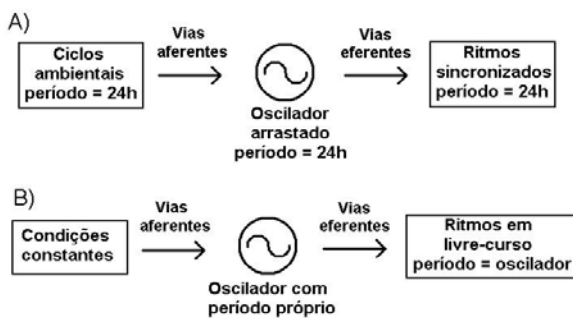 A)
Ciclos
ambientais
período = 24h
Vias
aferentes
Oscilador
arrastado
período = 24h
Vias
eferentes
Ritmos
sincronizados
período = 24h
B)
Condições
constantes
Vias
aferentes
Oscilador com
período próprio
Vias
eferentes
Ritmos em
livre-curso
período = oscilador